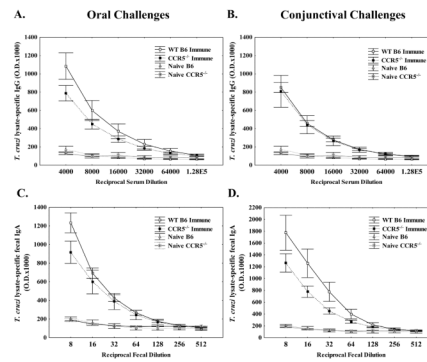 Oral Challenges
Conjunctival Challenges
A.
T. cruzi lysate-specific serum IgG (O.D.x1000)
1400
1200
1000
800
600
400
200
0
WT B6 Immune
CCR5-/- Immune
Naive B6
Naive CCR5-/-
4000 8000 16000 32000 64000 1.28E5
Reciprocal Serum Dilution
B.
T. cruzi lysate-specific serum IgG (O.D.x1000)
1400
1200
1000
800
600
400
200
0
WT B6 Immune
CCR5-/- Immune
Naive B6
Naive CCR5-/-
4000 8000 16000 32000 64000 1.28E5
Reciprocal Serum Dilution
C.
T. cruzi lysate-specific fecal IgA (O.D.x1000)
1400
1200
1000
800
600
400
200
0
WT B6 Immune
CCR5-/- Immune
Naive B6
Naive CCR5-/-
8 16 32 64 128 256 512
Reciprocal Fecal Dilution
D.
T. cruzi lysate-specific fecal IgA (O.D.x1000)
2200
2000
1800
1600
1400
1200
1000
800
600
400
200
0
WT B6 Immune
CCR5-/- Immune
Naive B6
Naive CCR5-/-
8 16 32 64 128 256 512
Reciprocal Fecal Dilution